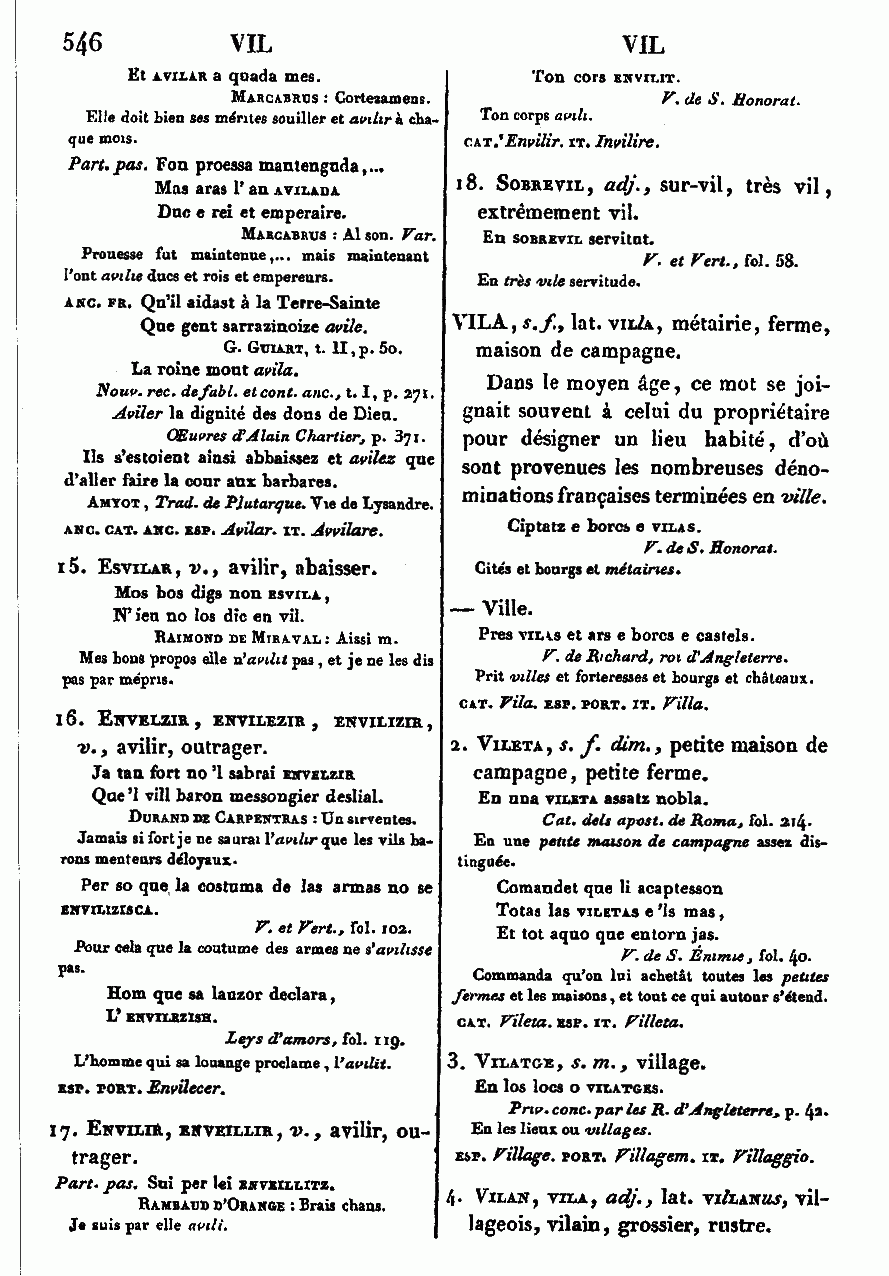 546 VIL VIL
Et AVILAR a quada mes.
MARCABRUS : Cortezamens.
Elle doit bien ses mérites souiller et avilir à cha-
que mois.
Part. pas. Fon proessa mantenguda,...
Mas aras l' an AVILADA
Duc e rei et emperaire.
MARCABRUS : Al son. Var.
Prouesse fut maintenue,... mais maintenant
l'ont avilie ducs et rois et empereurs.
ANC. FR. Qu'il aidast à la Terre-Sainte
Que gent sarrazinoize avile.
G. GUIART, t. II, p. 50.
La roine mont avila.
Nouv. rec. de fabl. et cont. anc., t. I, p. 271.
Aviler la dignité des dons de Dieu.
Œuvres d'Alain Chartier, p. 371.
Ils s'estoient ainsi abbaissez et avilez que
d'aller faire la cour aux barbares.
AMYOT, Trad. de Plutarque. Vie de Lysandre.
ANC. CAT. ANC. ESP. Avilar. IT. Avvilare.
15. ESVILAR, v., avilir, abaisser.
Mos bos digs non ESVILA,
N' ieu no los dic en vil.
RAIMOND DE MIRAVAL : Aissi m.
Mes bons propos elle n'avilit pas, et je ne les dis
pas par mépris.
16. ENVELZIR, ENVILEZIR, ENVILIZIR,
v., avilir, outrager.
Ja tan fort no 'l sabrai ENVELZIR
Que 'l vill baron messongier deslial.
DURAND DE CARPENTRAS : Un sirventes.
Jamais si fort je ne saurai l'avilir que les vils ba-
rons menteurs déloyaux.
Per so que la costuma de las armas no se
ENVILIZISCA.
V. et Vert., fol. 102.
Pour cela que la coutume des armes ne s'avilisse
pas.
Hom que sa lauzor declara,
L' ENVILEZISH.
Leys d'amors, fol. 119.
L'homme qui sa louange proclame, l'avilit.
ESP. PORT. Envilecer.
17. ENVILIR, ENVEILLIR, v., avilir, ou-
trager.
Part. pas. Sui per lei ENVEILLITZ.
RAMBAUD D'ORANGE : Brais chans.
Je suis par elle avili.
Ton cors ENVILIT.
V. de S. Honorat.
Ton corps avili.
CAT. Envilir. IT. Invilire.
18. SOBREVIL, adj., sur-vil, très vil,
extrêmement vil.
En SOBREVIL servitut.
V. et Vert., fol. 58.
En très vile servitude.
VILA, s. f., lat. VILLA, métairie, ferme,
maison de campagne.
Dans le moyen âge, ce mot se joi-
gnait souvent à celui du propriétaire
pour désigner un lieu habité, d'où
sont provenues les nombreuses déno-
minations françaises terminées en ville.
Ciptatz e borcs e VILAS.
V. de S. Honorat.
Cités et bourgs et métairies.
— Ville.
Pres VILAS et ars e borcs e castels.
V. de Richard, roi d'Angleterre.
Prit villes et forteresses et bourgs et châteaux.
CAT. Vila. ESP. PORT. IT. Villa.
2. VILETA, s. f. dim., petite maison de
campagne, petite ferme.
En una VILETA assatz nobla.
Cat. dels apost. de Roma, fol. 214.
En une petite maison de campagne assez dis-
tinguée.
Comandet que li acaptesson
Totas las VILETAS e 'ls mas,
Et tot aquo que entorn jas.
V. de S. Énimie, fol. 40.
Commanda qu'on lui achetât toutes les petites
fermes et les maisons, et tout ce qui autour s'étend.
CAT. Vileta. ESP. IT. Villeta.
3. VILATGE, s. m., village.
En los locs o VILATGES.
Priv. conc. par les R. d'Angleterre, p. 42.
En les lieux ou villages.
ESP. Village. PORT. Villagem. IT. Villaggio.
4. VILAN, VILA, adj., lat. VILLANUS, vil-
lageois, vilain, grossier, rustre.